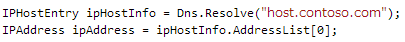 IPHostEntry ipHostInfo = Dns.Resolve("host.contoso.com");
IPAddress ipAddress = ipHostInfo.AddressList[0];